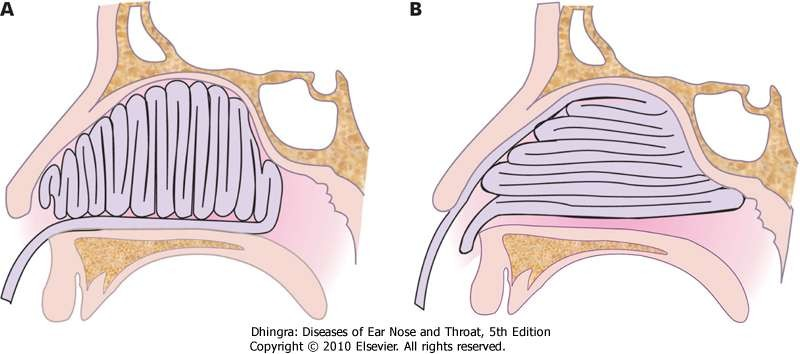 A
B
Dhingra: Diseases of Ear Nose and Throat, 5th Edition
Copyright © 2010 Elsevier. All rights reserved.